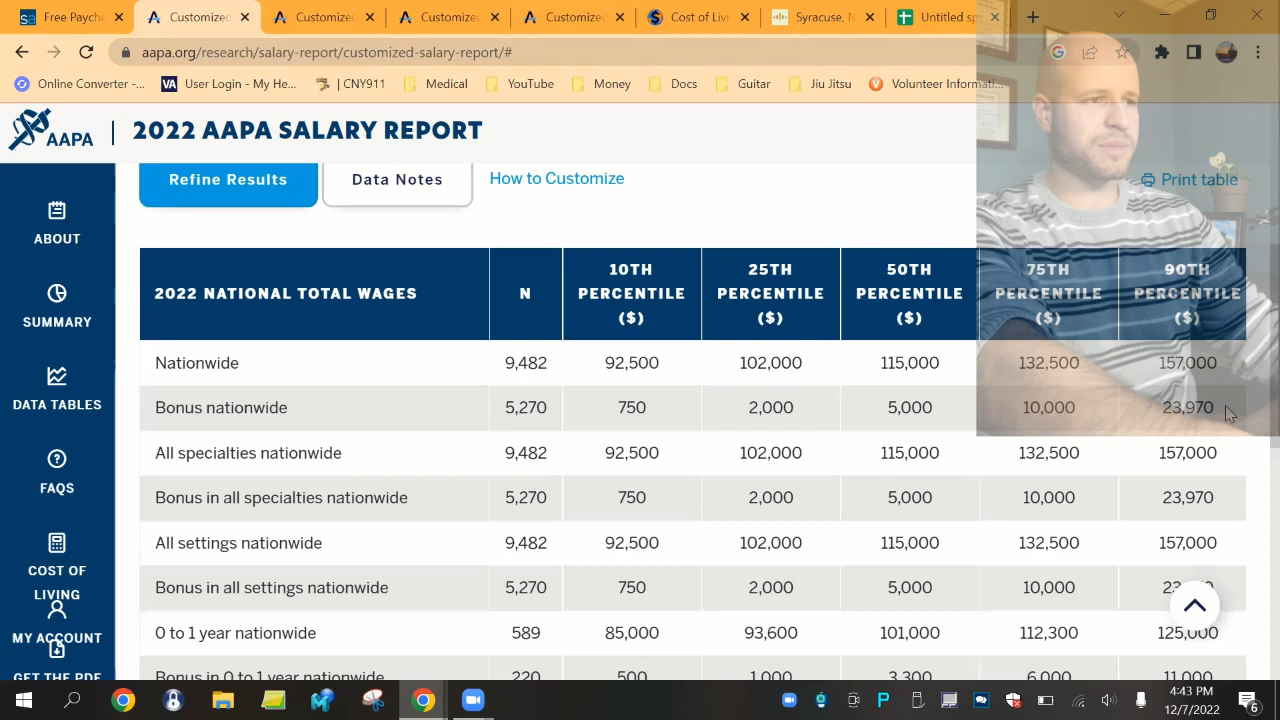 Free Payche
Customized
Customize
Customize
Customize
Cost of Livi
Syracuse, N
Untitled sp
aapa.org/research/salary-report/customized-salary-report/#
Online Converter -...
VA User Login - My He...
| CNY911
Medical
YouTube
Money
Docs
Guitar
Jiu Jitsu
Volunteer Informati...
AAPA | 2022 AAPA SALARY REPORT
Refine Results
Data Notes
How to Customize
Print table
ABOUT
SUMMARY
DATA TABLES
FAQS
COST OF
LIVING
MY ACCOUNT
GET THE PDF
2022 NATIONAL TOTAL WAGES N 10TH PERCENTILE ($) 25TH PERCENTILE ($) 50TH PERCENTILE ($) 75TH PERCENTILE ($) 90TH PERCENTILE ($)
Nationwide 9,482 92,500 102,000 115,000 132,500 157,000
Bonus nationwide 5,270 750 2,000 5,000 10,000 23,970
All specialties nationwide 9,482 92,500 102,000 115,000 132,500 157,000
Bonus in all specialties nationwide 5,270 750 2,000 5,000 10,000 23,970
All settings nationwide 9,482 92,500 102,000 115,000 132,500 157,000
Bonus in all settings nationwide 5,270 750 2,000 5,000 10,000
0 to 1 year nationwide 589 85,000 93,600 101,000 112,300 125,000
Bonus in 0 to 1 year nationwide 220 500 1,000 3,300 6,000 11,000
4:43 PM
12/7/2022
6